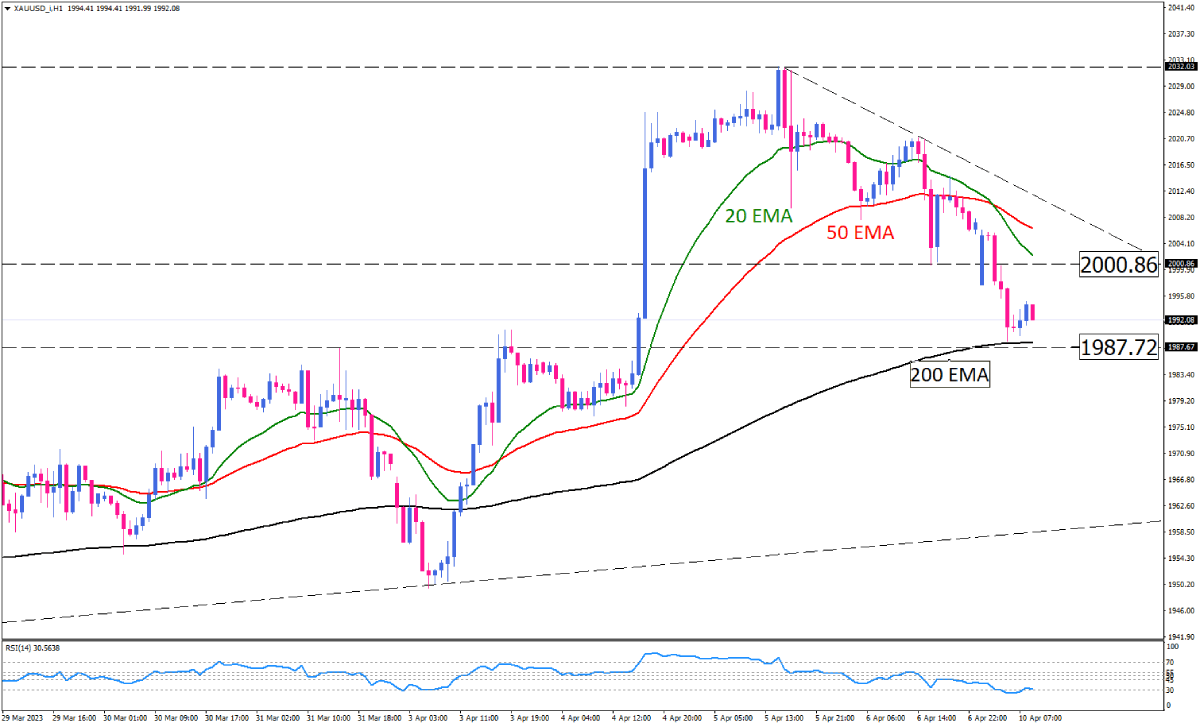 XAUUSD_i,H1 1994.41 1994.41 1991.99 1992.08
2041.40
2037.30
2033.10
2032.03
2029.00
2024.80
2020.70
2016.50
2012.40
2008.20
2004.10
2000.86
1999.90
1995.80
1992.08
1987.67
1983.40
1979.20
1975.10
1970.90
1966.80
1962.60
1958.50
1954.30
1950.20
1946.00
1941.90
20 EMA
50 EMA
2000.86
1987.72
200 EMA
RSI(14) 30.5638
100
70
55
50
45
30
0
29 Mar 2023
29 Mar 16:00
30 Mar 01:00
30 Mar 09:00
30 Mar 17:00
31 Mar 02:00
31 Mar 10:00
31 Mar 18:00
3 Apr 03:00
3 Apr 11:00
3 Apr 19:00
4 Apr 04:00
4 Apr 12:00
4 Apr 20:00
5 Apr 05:00
5 Apr 13:00
5 Apr 21:00
6 Apr 06:00
6 Apr 14:00
6 Apr 22:00
10 Apr 07:00